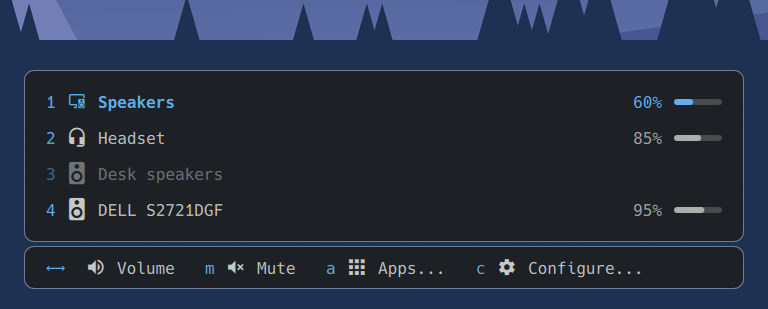 1 Speakers 60%
2 Headset 85%
3 Desk speakers
4 DELL S2721DGF 95%
←→ Volume m Mute a Apps... c Configure...